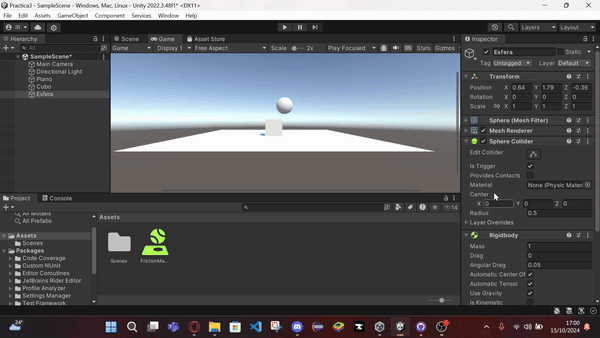 Practica3 - SampleScene - Windows, Mac, Linux - Unity 2022.3.48f1* <DX11>
File Edit Assets GameObject Component Services Window Help
IR Layers Layout
Hierarchy Scene Game Asset Store Inspector
All Game Display 1 Free Aspect Scale 2x Play Focused Stats Gizmos Esfera Static
SampleScene* Tag Untagged Layer Default
Main Camera Transform
Directional Light Position X 0.64 Y 1.79 Z -0.36
Plano Rotation X 0 Y 0 Z 0
Cubo Scale X 1 Y 1 Z 1
Esfera
Sphere (Mesh Filter)
Mesh Renderer
Sphere Collider
Edit Collider
Is Trigger
Provides Contacts
Material None (Physic Mater
Center
X 0 Y 0 Z 0
Radius 0.5
Layer Overrides
Rigidbody
Mass 1
Drag 0
Angular Drag 0.05
Automatic Center Of
Automatic Tensor
Use Gravity
Is Kinematic
Project Console
14
All Models
All Prefabs
Assets
Scenes
Packages
Code Coverage
Custom NUnit
Editor Coroutines
JetBrains Rider Editor
Profile Analyzer
Settings Manager
Test Framework
Assets
Scenes FrictionMa...
24°
17:00
15/10/2024